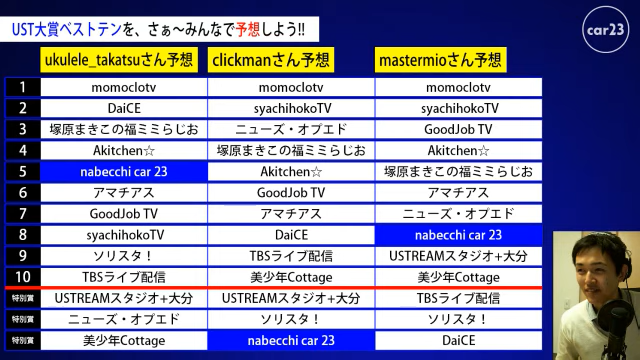 UST大賞ベストテンを、さぁ～みんなで予想しよう!!
car23
ukulele_takatsuさん予想 clickmanさん予想 mastermioさん予想
1 momoclotv momoclotv momoclotv
2 DaiCE syachihokoTV syachihokoTV
3 塚原まきこの福ミミらじお ニューズ・オプエド GoodJob TV
4 Akitchen☆ 塚原まきこの福ミミらじお Akitchen☆
5 nabecchi car 23 Akitchen☆ 塚原まきこの福ミミらじお
6 アマチアス GoodJob TV アマチアス
7 GoodJob TV アマチアス ニューズ・オプエド
8 syachihokoTV DaiCE nabecchi car 23
9 ソリスタ！ TBSライブ配信 USTREAMスタジオ+大分
10 TBSライブ配信 美少年Cottage 美少年Cottage
特別賞 USTREAMスタジオ+大分 USTREAMスタジオ+大分 TBSライブ配信
特別賞 ニューズ・オプエド ソリスタ！ ソリスタ！
特別賞 美少年Cottage nabecchi car 23 DaiCE